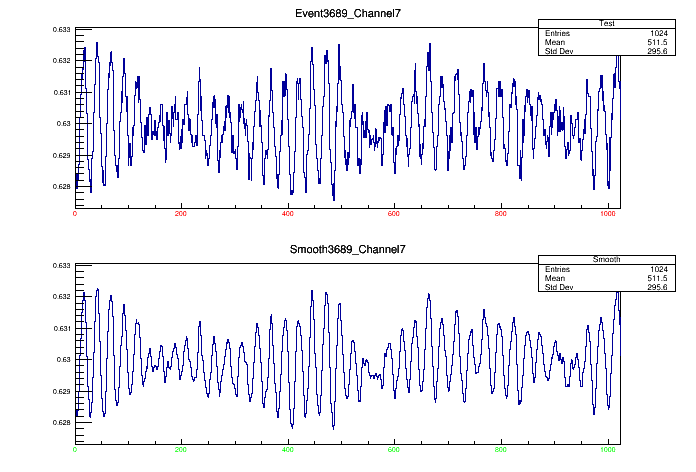 Event3689_Channel7
Test
Entries 1024
Mean 511.5
Std Dev 295.6
0.633
0.632
0.631
0.63
0.629
0.628
0 200 400 600 800 1000
Smooth3689_Channel7
Smooth
Entries 1024
Mean 511.5
Std Dev 295.6
0.633
0.632
0.631
0.63
0.629
0.628
0 200 400 600 800 1000